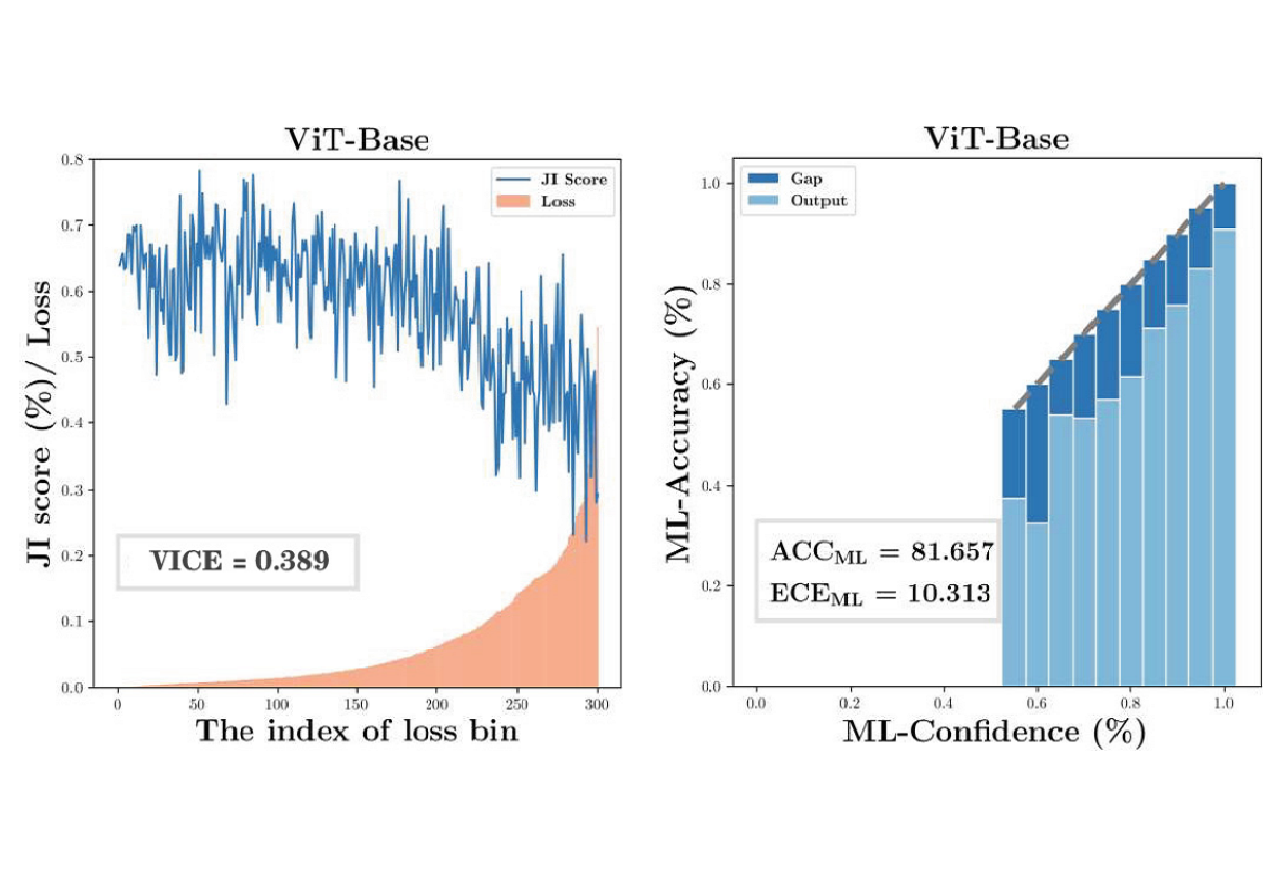 ViT-Base
0.8
0.7
0.6
0.5
0.4
0.3
0.2
0.1
0.0
JI score (%)/ Loss
JI Score
Loss
VICE = 0.389
0 50 100 150 200 250 300
The index of loss bin
ViT-Base
1.0
0.8
0.6
0.4
0.2
0.0
ML-Accuracy (%)
Gap
Output
ACC_ML = 81.657
ECE_ML = 10.313
0.0 0.2 0.4 0.6 0.8 1.0
ML-Confidence (%)